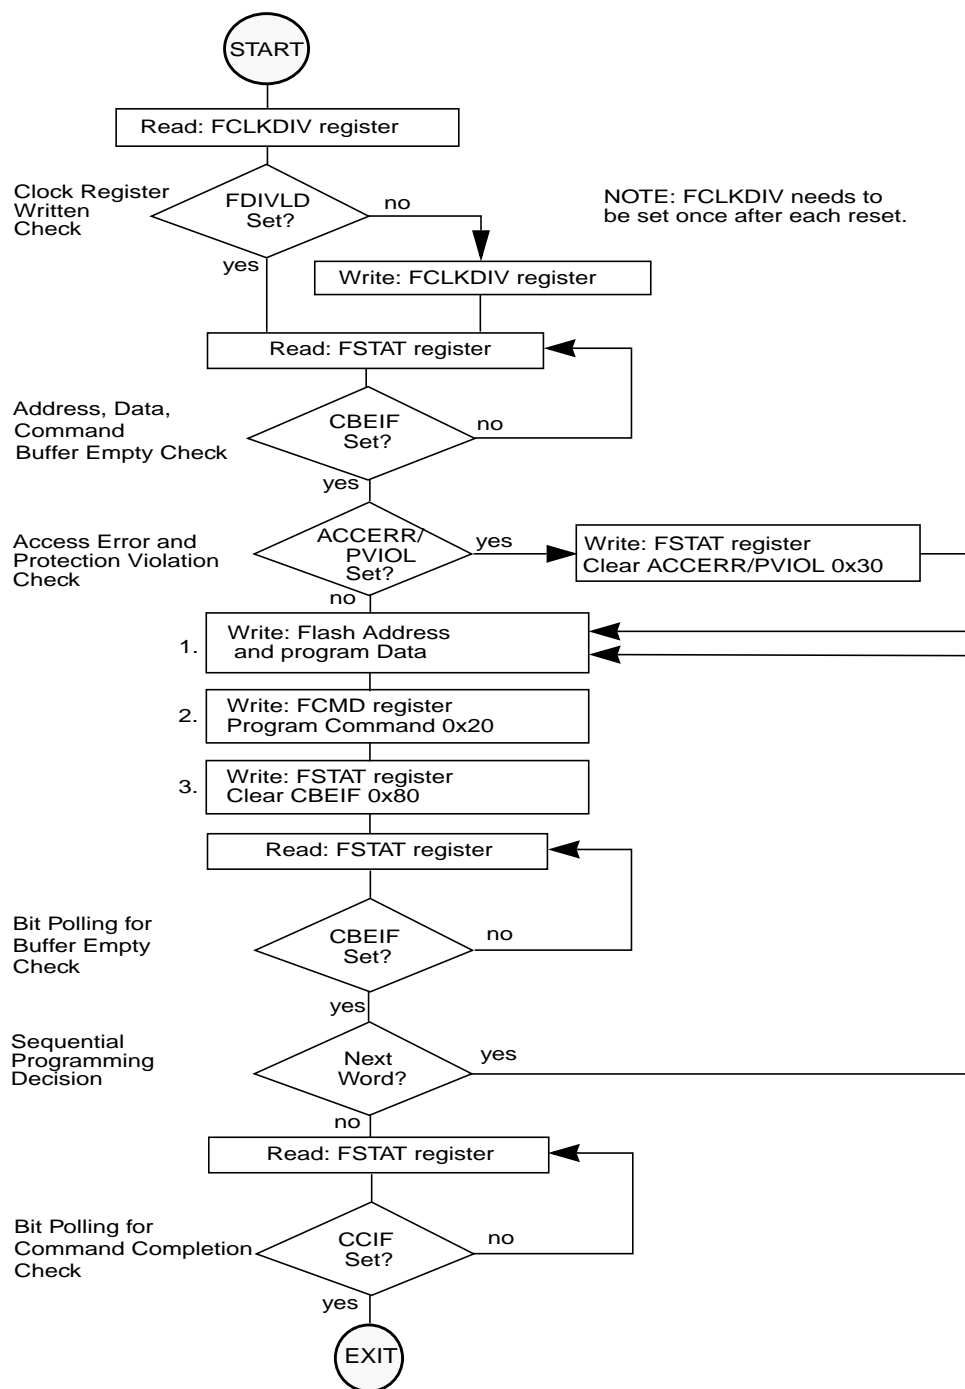 START
Read: FCLKDIV register
Clock Register
Written
Check
FDIVLD
Set?
no
NOTE: FCLKDIV needs to
be set once after each reset.
yes
Write: FCLKDIV register
Read: FSTAT register
Address, Data,
Command
Buffer Empty Check
CBEIF
Set?
no
yes
Access Error and
Protection Violation
Check
ACCERR/
PVIOL
Set?
yes
Write: FSTAT register
Clear ACCERR/PVIOL 0x30
no
1.
Write: Flash Address
and program Data
2.
Write: FCMD register
Program Command 0x20
3.
Write: FSTAT register
Clear CBEIF 0x80
Read: FSTAT register
Bit Polling for
Buffer Empty
Check
CBEIF
Set?
no
yes
Sequential
Programming
Decision
Next
Word?
yes
no
Read: FSTAT register
Bit Polling for
Command Completion
Check
CCIF
Set?
no
yes
EXIT